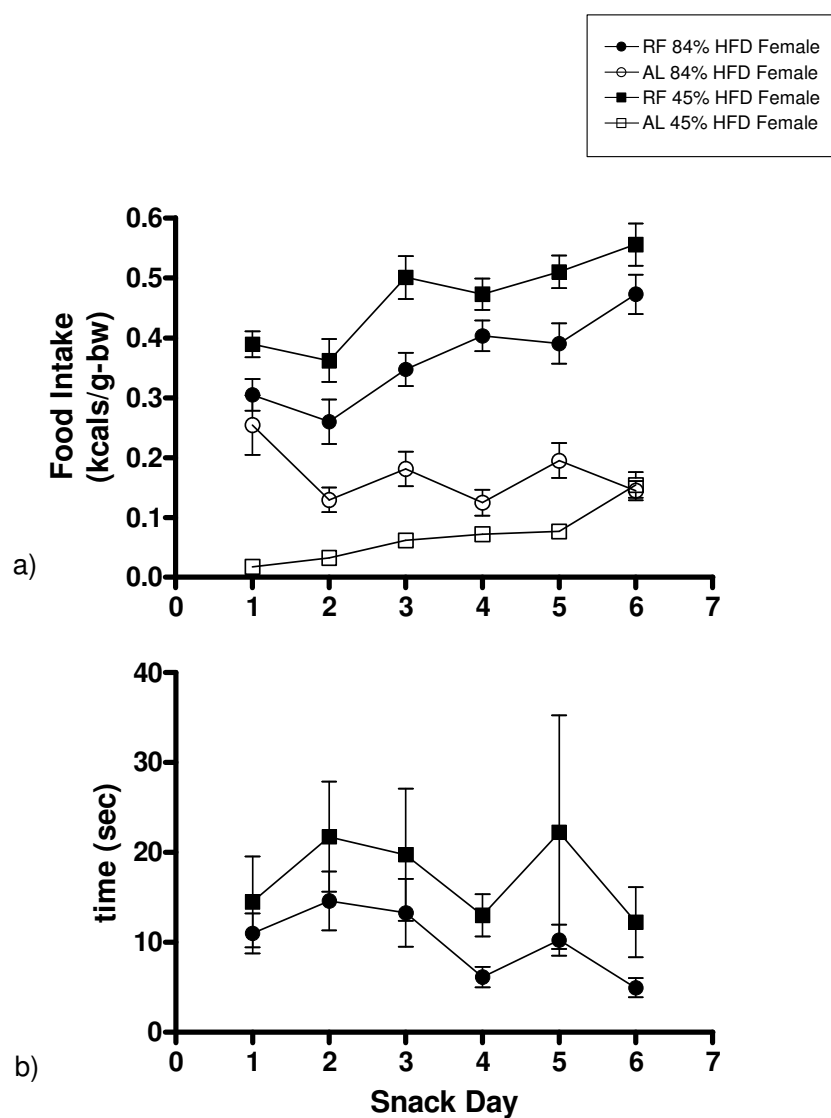 RF 84% HFD Female
AL 84% HFD Female
RF 45% HFD Female
AL 45% HFD Female
0.6
0.5
0.4
0.3
0.2
0.1
0.0
Food Intake
(kcals/g-bw)
a)
0 1 2 3 4 5 6 7
40
30
20
10
0
time (sec)
b)
0 1 2 3 4 5 6 7
Snack Day